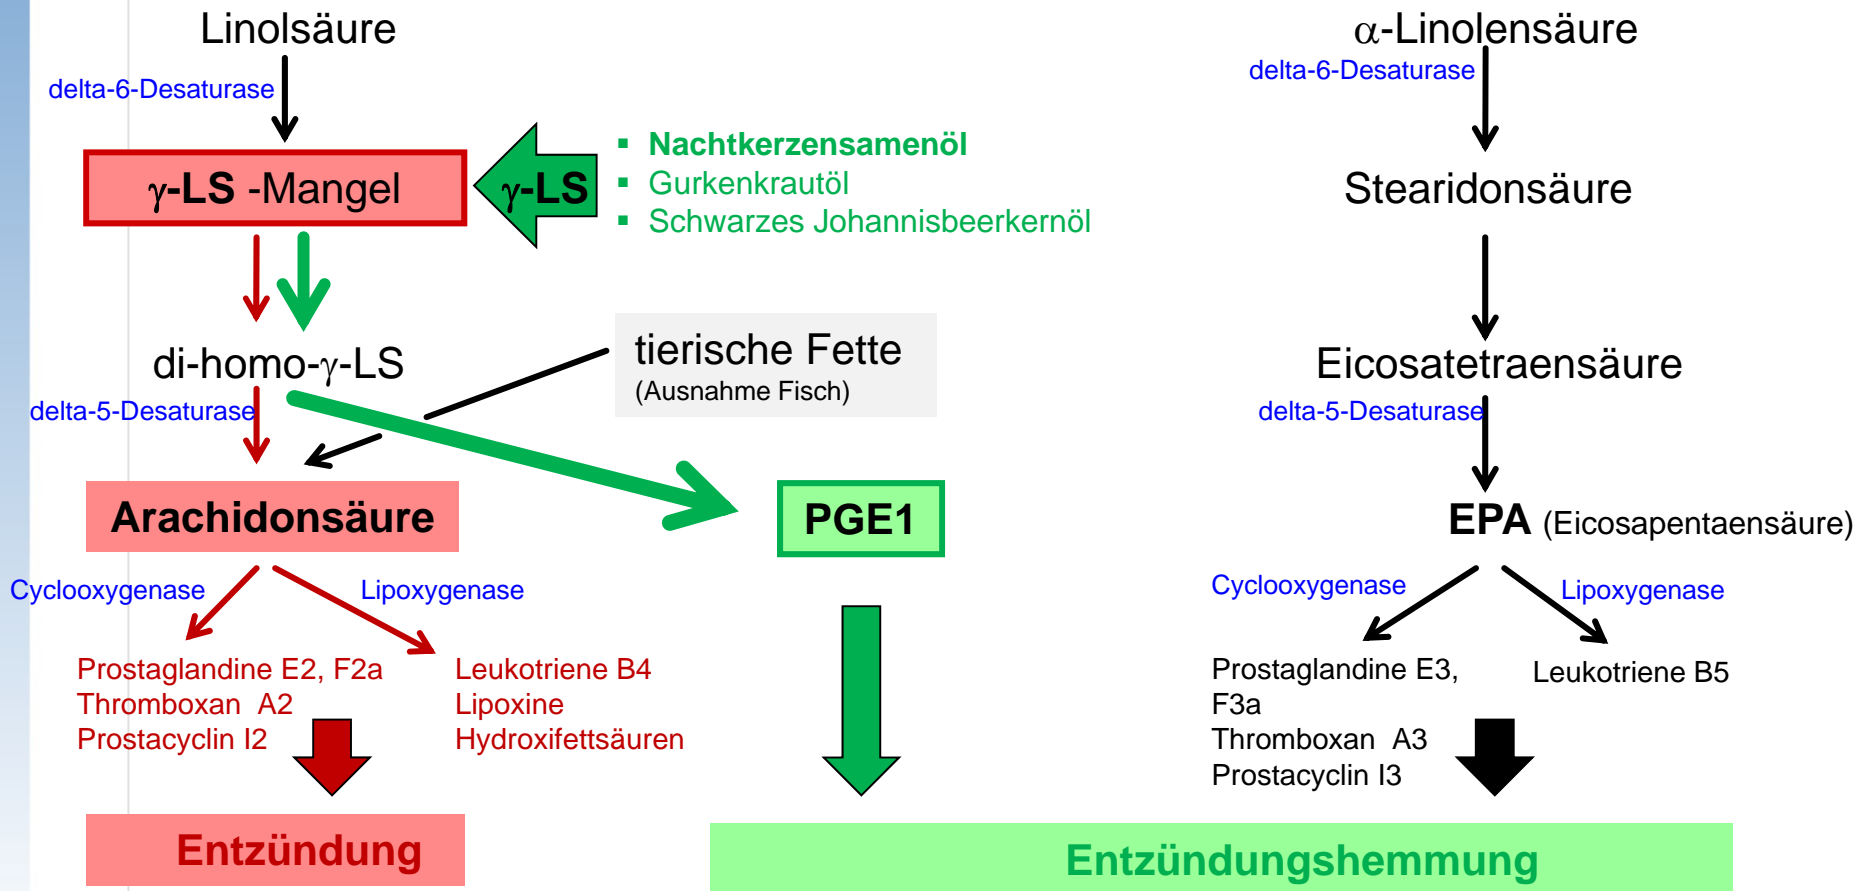 Linolsäure
delta-6-Desaturase
γ-LS -Mangel
γ-LS
▪ Nachtkerzensamenöl
▪ Gurkenkrautöl
▪ Schwarzes Johannisbeerkernöl
di-homo-γ-LS
tierische Fette
(Ausnahme Fisch)
delta-5-Desaturase
Arachidonsäure
PGE1
Cyclooxygenase
Lipoxygenase
Prostaglandine E2, F2a
Thromboxan A2
Prostacyclin I2
Leukotriene B4
Lipoxine
Hydroxifettsäuren
Entzündung
α-Linolensäure
delta-6-Desaturase
Stearidonsäure
Eicosatetraensäure
delta-5-Desaturase
EPA (Eicosapentaensäure)
Cyclooxygenase
Lipoxygenase
Prostaglandine E3,
F3a
Thromboxan A3
Prostacyclin I3
Leukotriene B5
Entzündungshemmung